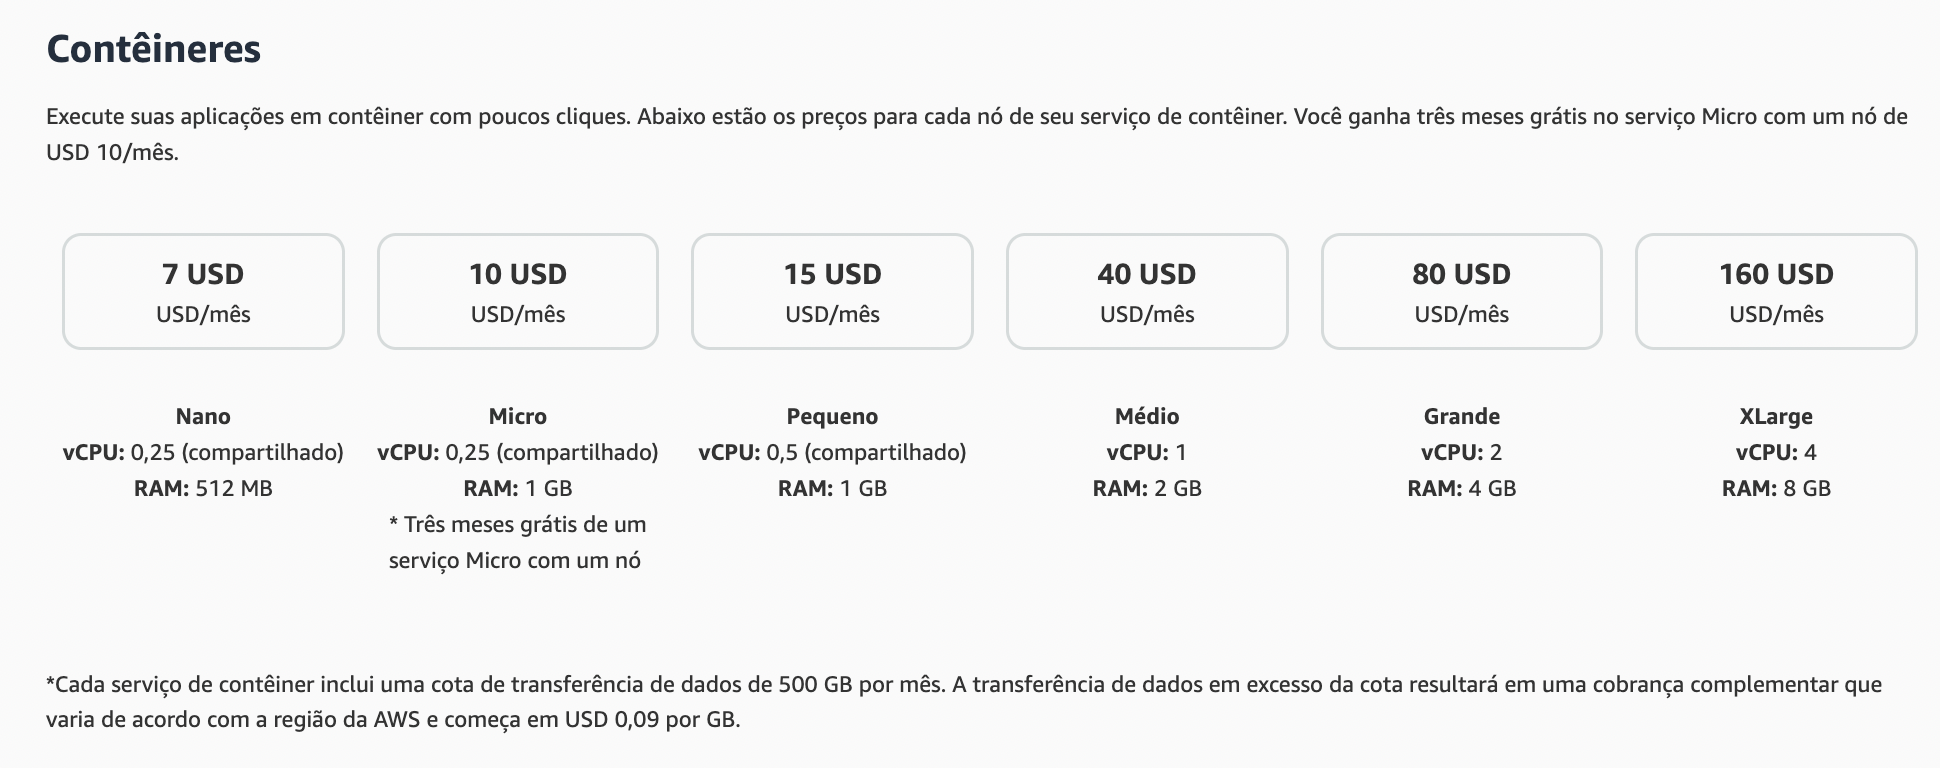 Contêineres
Execute suas aplicações em contêiner com poucos cliques. Abaixo estão os preços para cada nó de seu serviço de contêiner. Você ganha três meses grátis no serviço Micro com um nó de
USD 10/mês.
7 USD
USD/mês
10 USD
USD/mês
15 USD
USD/mês
40 USD
USD/mês
80 USD
USD/mês
160 USD
USD/mês
Nano
vCPU: 0,25 (compartilhado)
RAM: 512 MB
Micro
vCPU: 0,25 (compartilhado)
RAM: 1 GB
* Três meses grátis de um
serviço Micro com um nó
Pequeno
vCPU: 0,5 (compartilhado)
RAM: 1 GB
Médio
vCPU: 1
RAM: 2 GB
Grande
vCPU: 2
RAM: 4 GB
XLarge
vCPU: 4
RAM: 8 GB
*Cada serviço de contêiner inclui uma cota de transferência de dados de 500 GB por mês. A transferência de dados em excesso da cota resultará em uma cobrança complementar que
varia de acordo com a região da AWS e começa em USD 0,09 por GB.